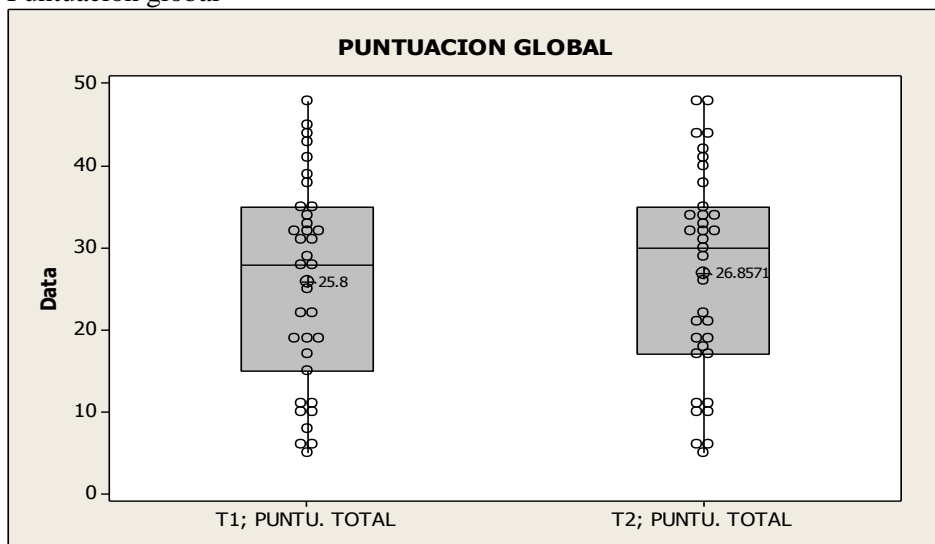 Puntuación global
PUNTUACION GLOBAL
50
40
30
20
10
0
Data
25.8
26.8571
T1; PUNTU. TOTAL
T2; PUNTU. TOTAL